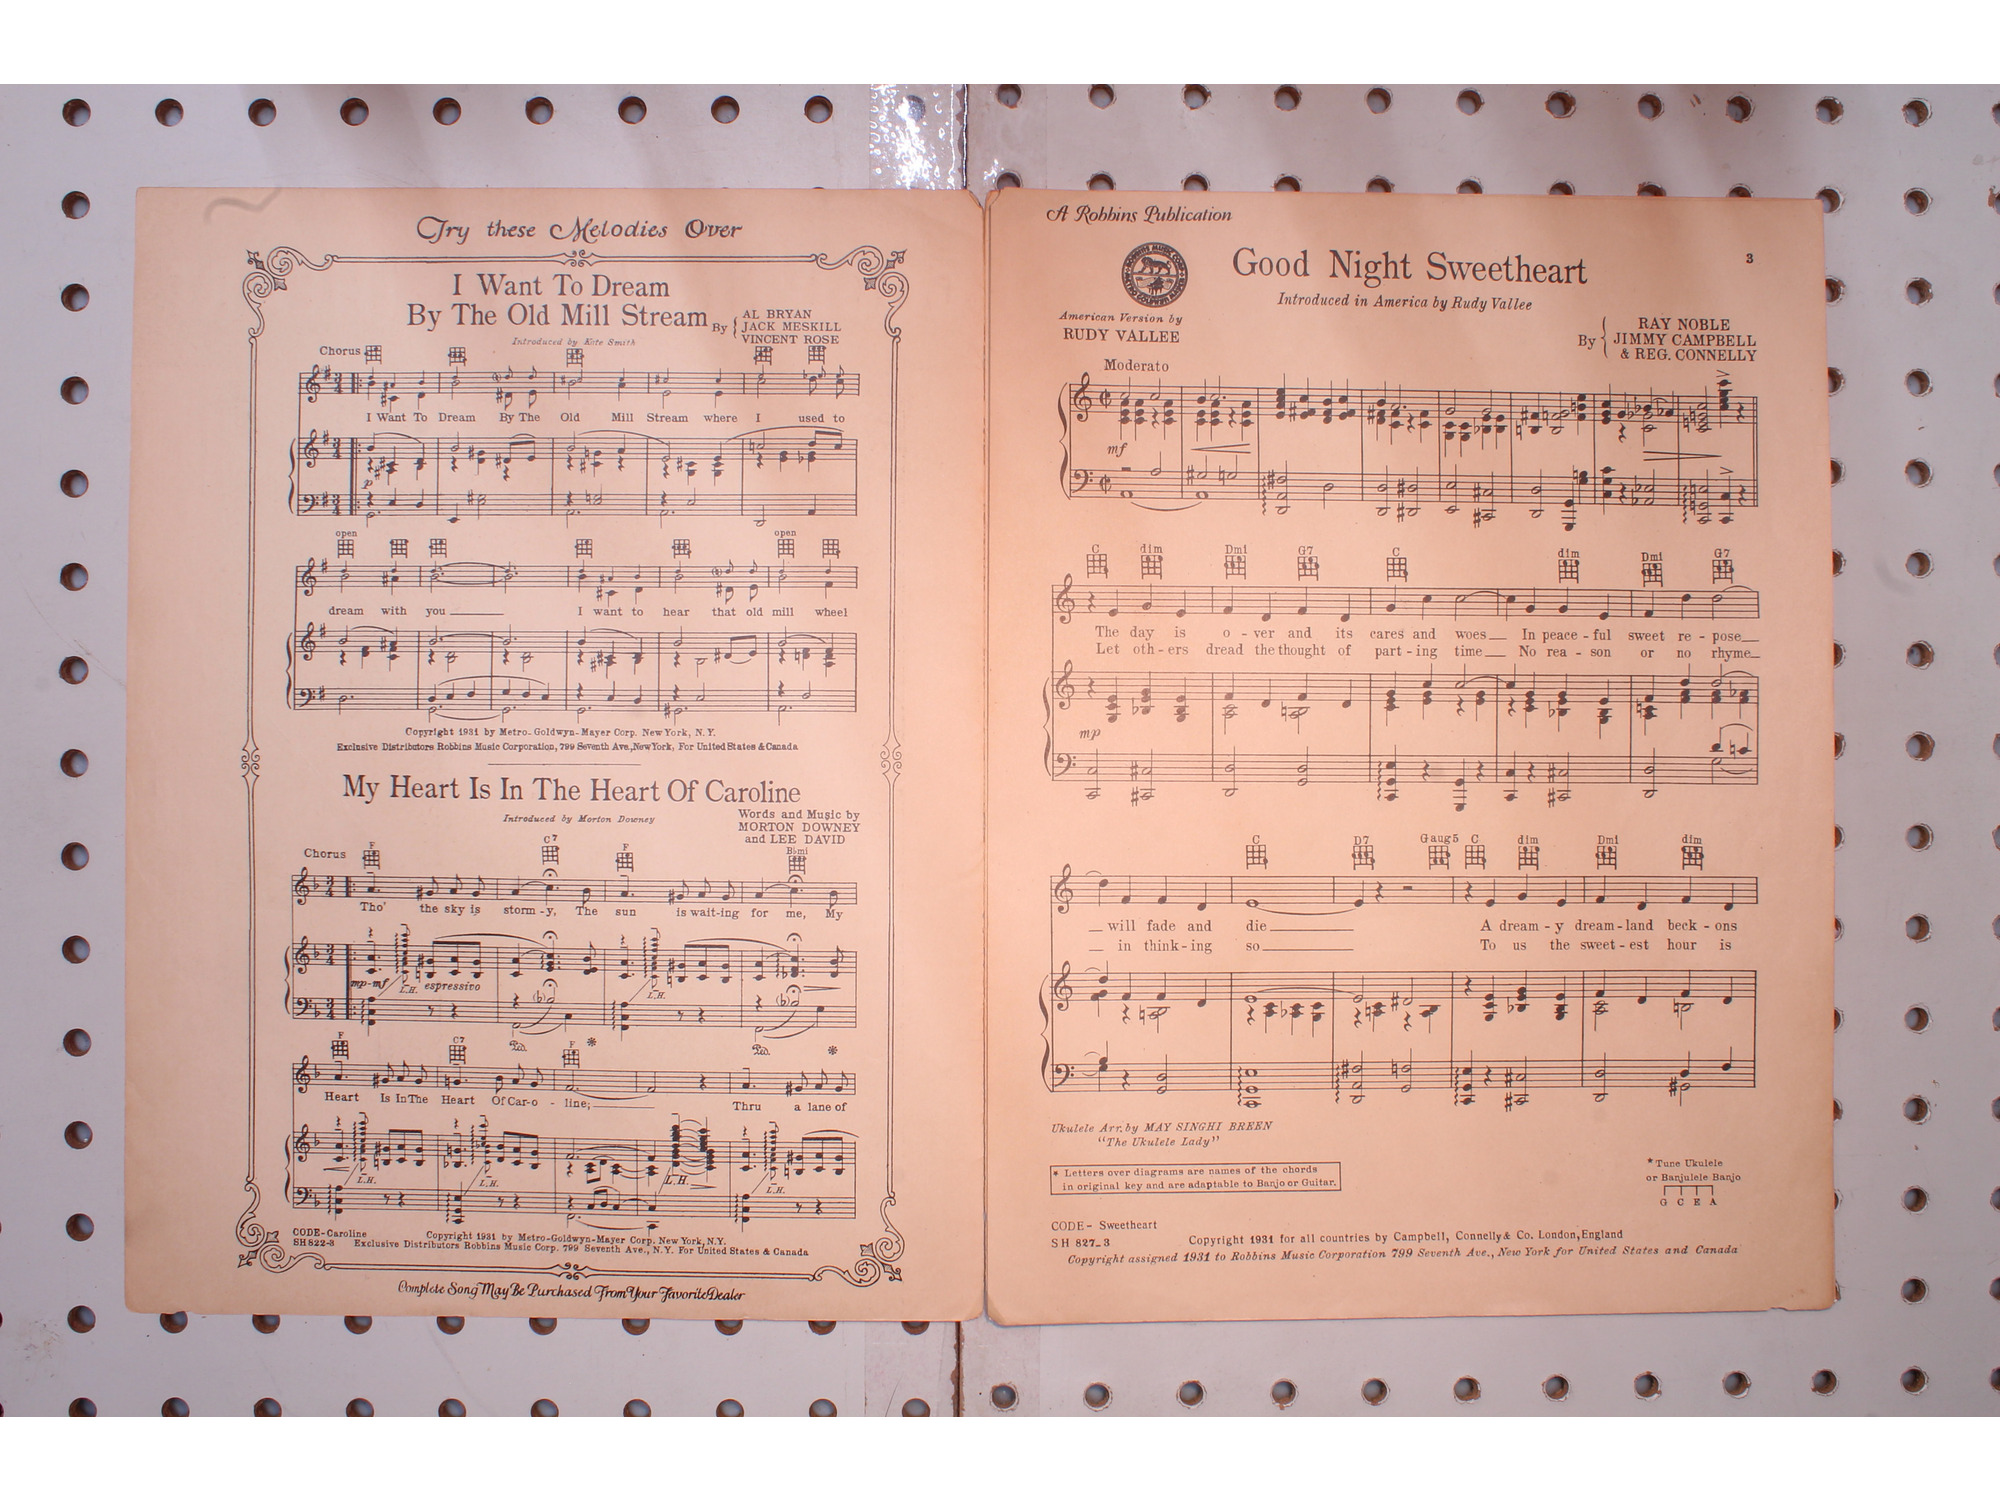 Try these Melodies Over
I Want To Dream
By The Old Mill Stream
By
AL BRYAN
JACK MESKILL
VINCENT ROSE
Introduced by Kate Smith
Chorus
I Want To Dream By The Old Mill Stream where I used to
p
open open
dream with you I want to hear that old mill wheel
Copyright 1931 by Metro-Goldwyn-Mayer Corp. New York, N.Y.
Exclusive Distributors Robbins Music Corporation, 799 Seventh Ave., New York, For United States & Canada
My Heart Is In The Heart Of Caroline
Introduced by Morton Downey
Words and Music by
MORTON DOWNEY
and LEE DAVID
Chorus F C7 F B♭mi
Tho' the sky is storm-y, The sun is wait-ing for me, My
mp-mf L.H. espressivo L.H.
F C7 F
Heart Is In The Heart Of Car-o - line; Thru a lane of
L.H. L.H. L.H. L.H.
CODE-Caroline
SH 822-3
Copyright 1931 by Metro-Goldwyn-Mayer Corp. New York, N.Y.
Exclusive Distributors Robbins Music Corp. 799 Seventh Ave., N.Y. For United States & Canada
Complete Song May Be Purchased From Your Favorite Dealer
A Robbins Publication
3
Good Night Sweetheart
Introduced in America by Rudy Vallee
American Version by
RUDY VALLEE
By
RAY NOBLE
JIMMY CAMPBELL
& REG. CONNELLY
Moderato
mf
C dim Dmi G7 C dim Dmi G7
The day is o - ver and its cares and woes In peace - ful sweet re - pose
Let oth - ers dread the thought of part - ing time No rea - son or no rhyme
mp
C D7 Gaug5 C dim Dmi dim
will fade and die A dream - y dream - land beck - ons
in think - ing so To us the sweet - est hour is
Ukulele Arr. by MAY SINGHI BREEN
"The Ukulele Lady"
* Letters over diagrams are names of the chords
in original key and are adaptable to Banjo or Guitar.
* Tune Ukulele
or Banjulele Banjo
G C E A
CODE - Sweetheart
SH 827-3
Copyright 1931 for all countries by Campbell, Connelly & Co. London, England
Copyright assigned 1931 to Robbins Music Corporation 799 Seventh Ave., New York for United States and Canada